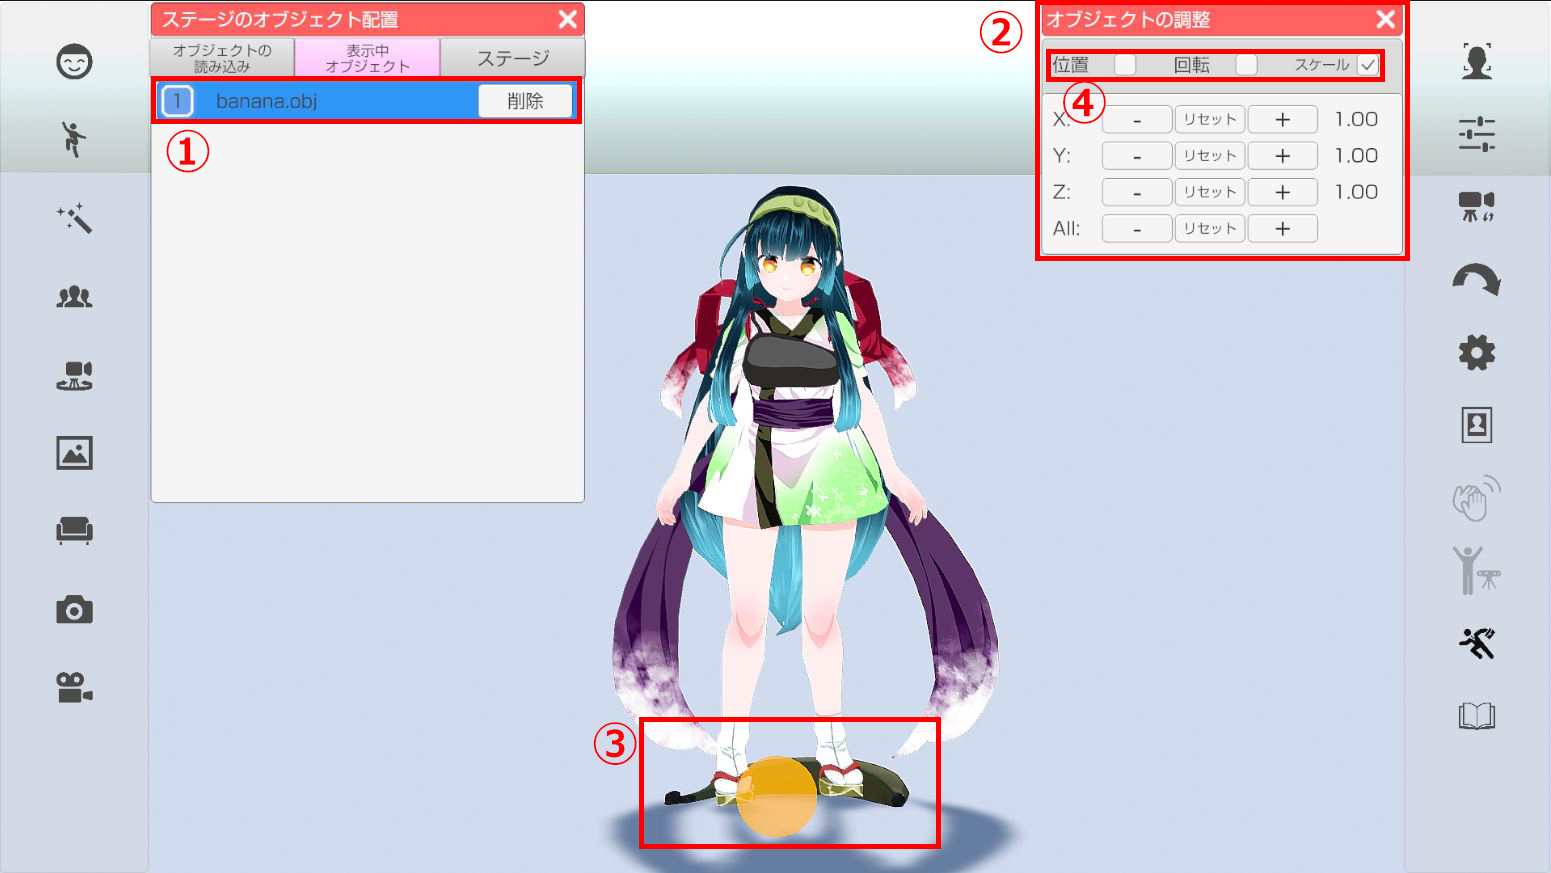 ステージのオブジェクト配置
オブジェクトの
読み込み
表示中
オブジェクト
ステージ
1
banana.obj
削除
①
②
オブジェクトの調整
位置
回転
スケール
④
X:
-
リセット
+
1.00
Y:
-
リセット
+
1.00
Z:
-
リセット
+
1.00
All:
-
リセット
+
③